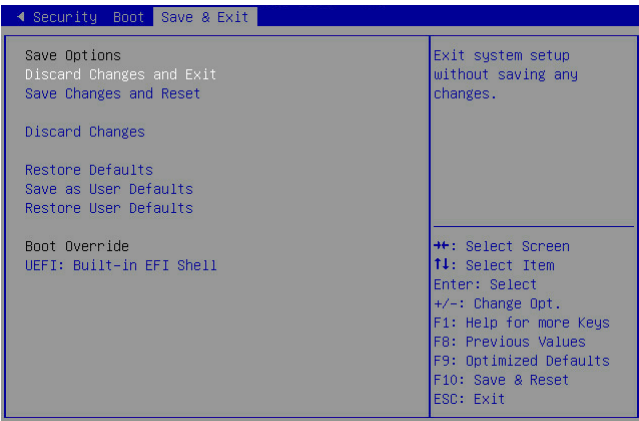 ◄ Security Boot Save & Exit
Save Options
Discard Changes and Exit
Save Changes and Reset
Discard Changes
Restore Defaults
Save as User Defaults
Restore User Defaults
Boot Override
UEFI: Built-in EFI Shell
Exit system setup
without saving any
changes.
→←: Select Screen
↑↓: Select Item
Enter: Select
+/-: Change Opt.
F1: Help for more Keys
F8: Previous Values
F9: Optimized Defaults
F10: Save & Reset
ESC: Exit